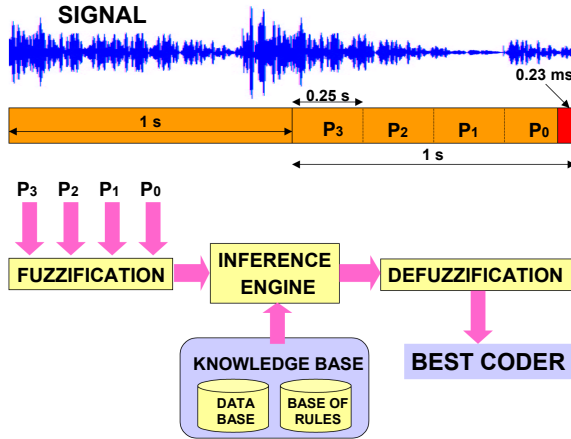 SIGNAL
0.23 ms
0.25 s
1 s
P3 P2 P1 P0
1 s
P3 P2 P1 P0
FUZZIFICATION
INFERENCE
ENGINE
DEFUZZIFICATION
KNOWLEDGE BASE
DATA
BASE
BASE OF
RULES
BEST CODER